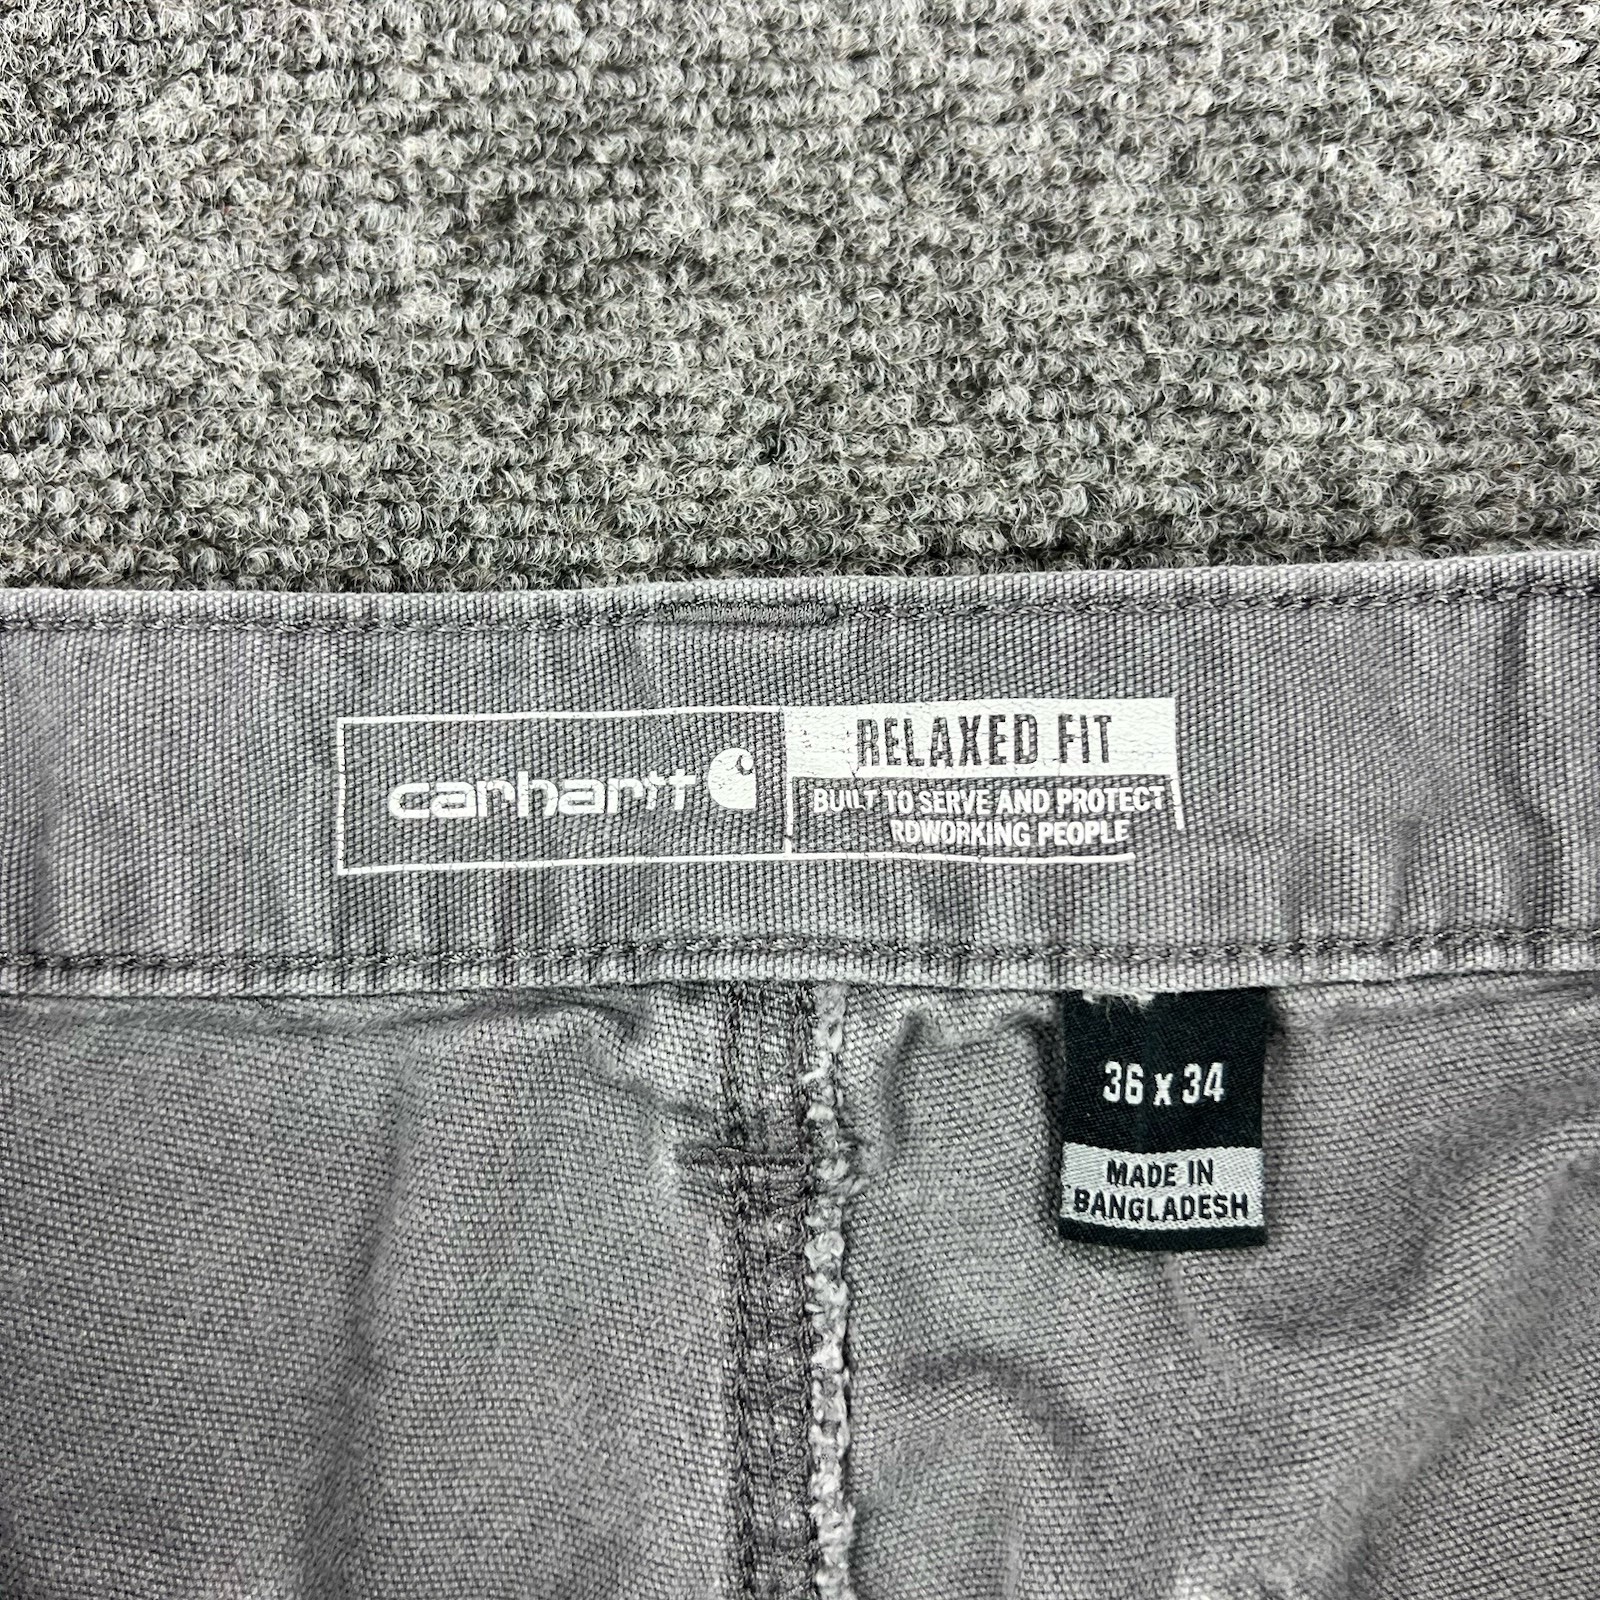 carhartt
RELAXED FIT
BUILT TO SERVE AND PROTECT
RDWORKING PEOPLE
36 x 34
MADE IN
BANGLADESH